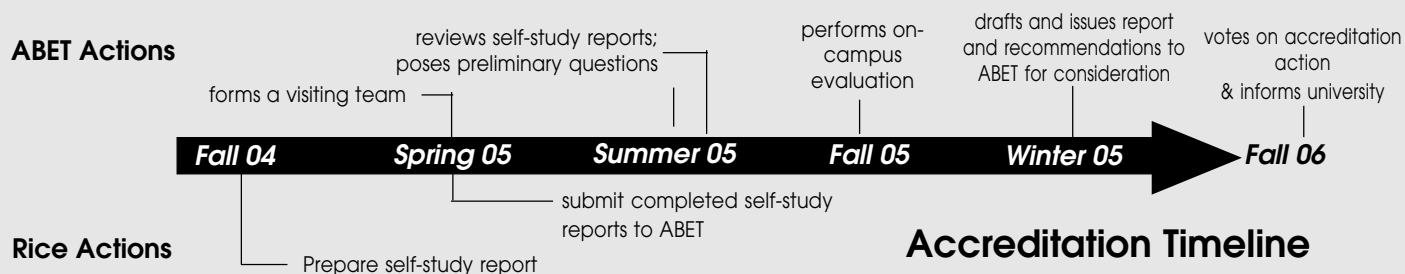 ABET Actions
forms a visiting team
reviews self-study reports;
poses preliminary questions
performs on-
campus
evaluation
drafts and issues report
and recommendations to
ABET for consideration
votes on accreditation
action
& informs university
Fall 04
Spring 05
Summer 05
Fall 05
Winter 05
Fall 06
Rice Actions
Prepare self-study report
submit completed self-study
reports to ABET
Accreditation Timeline